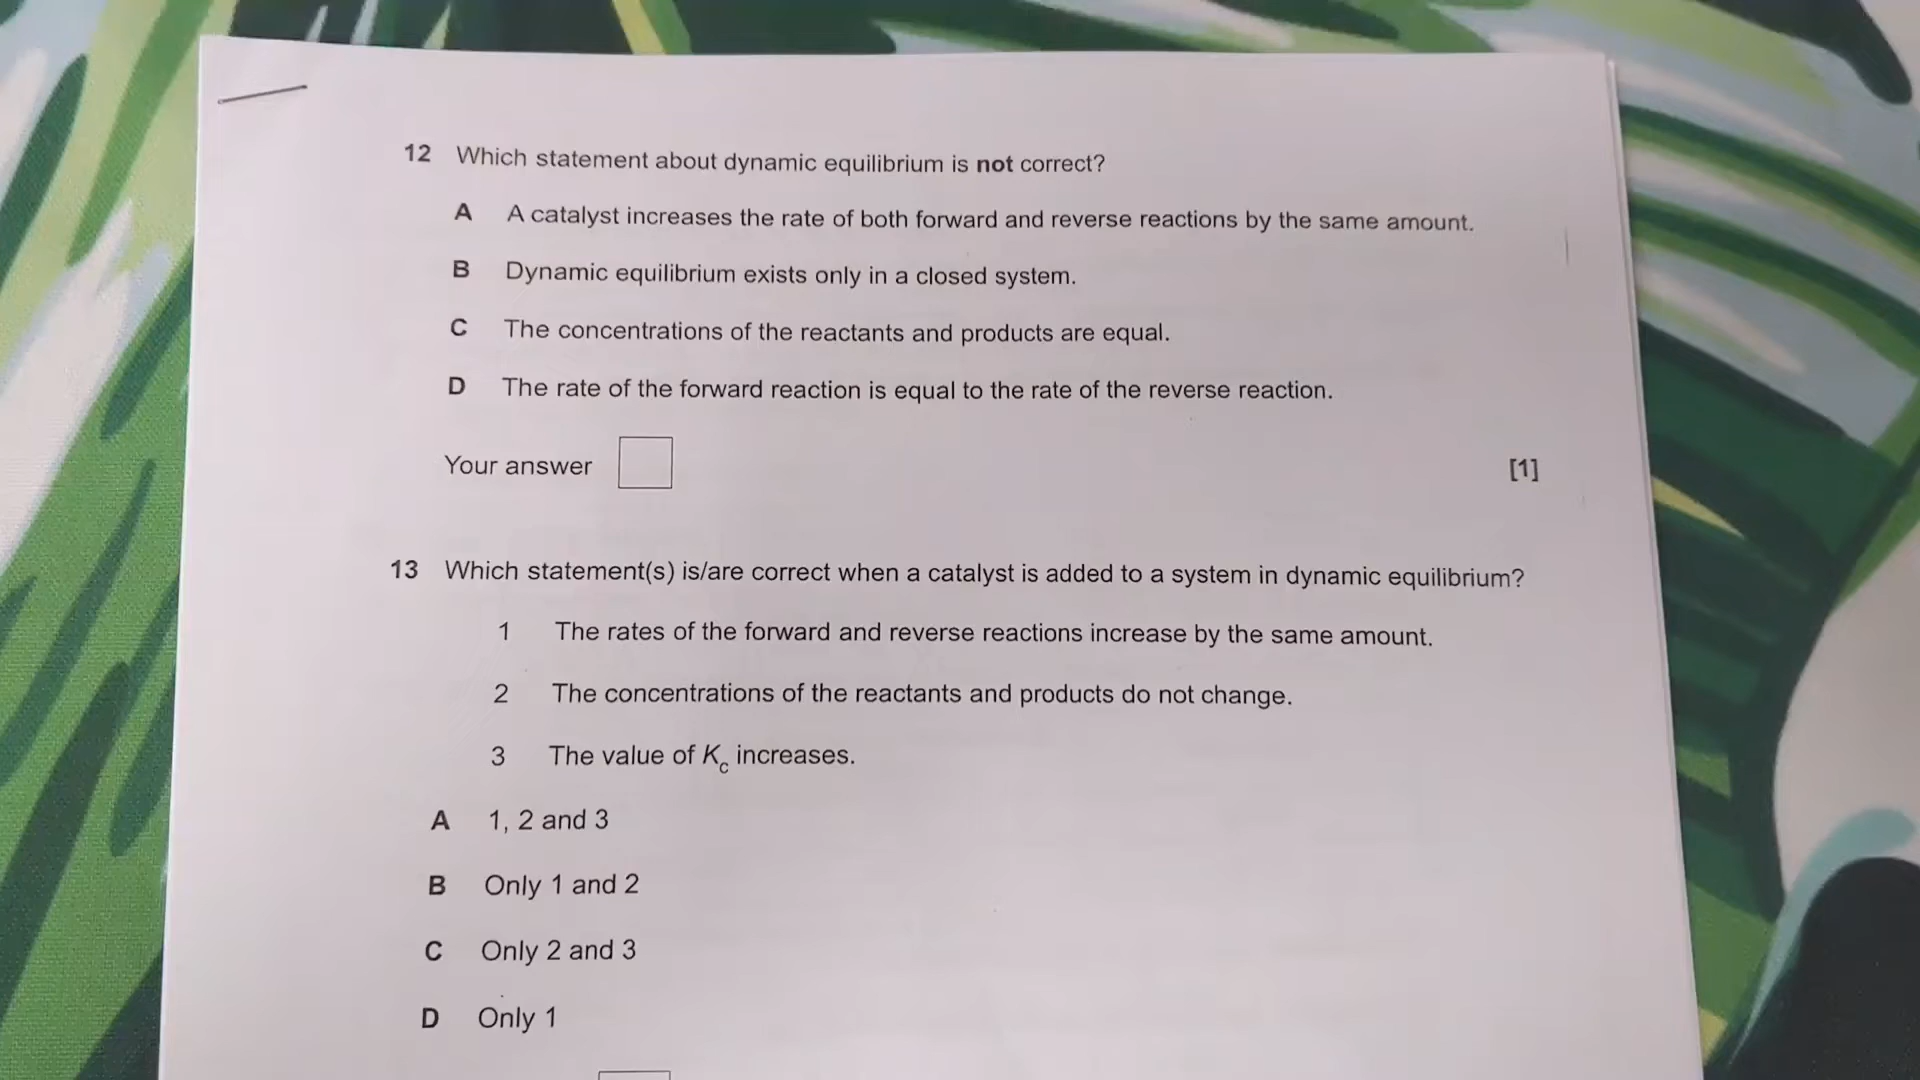 12 Which statement about dynamic equilibrium is not correct?
A A catalyst increases the rate of both forward and reverse reactions by the same amount.
B Dynamic equilibrium exists only in a closed system.
C The concentrations of the reactants and products are equal.
D The rate of the forward reaction is equal to the rate of the reverse reaction.
Your answer [1]
13 Which statement(s) is/are correct when a catalyst is added to a system in dynamic equilibrium?
1 The rates of the forward and reverse reactions increase by the same amount.
2 The concentrations of the reactants and products do not change.
3 The value of Kc increases.
A 1, 2 and 3
B Only 1 and 2
C Only 2 and 3
D Only 1